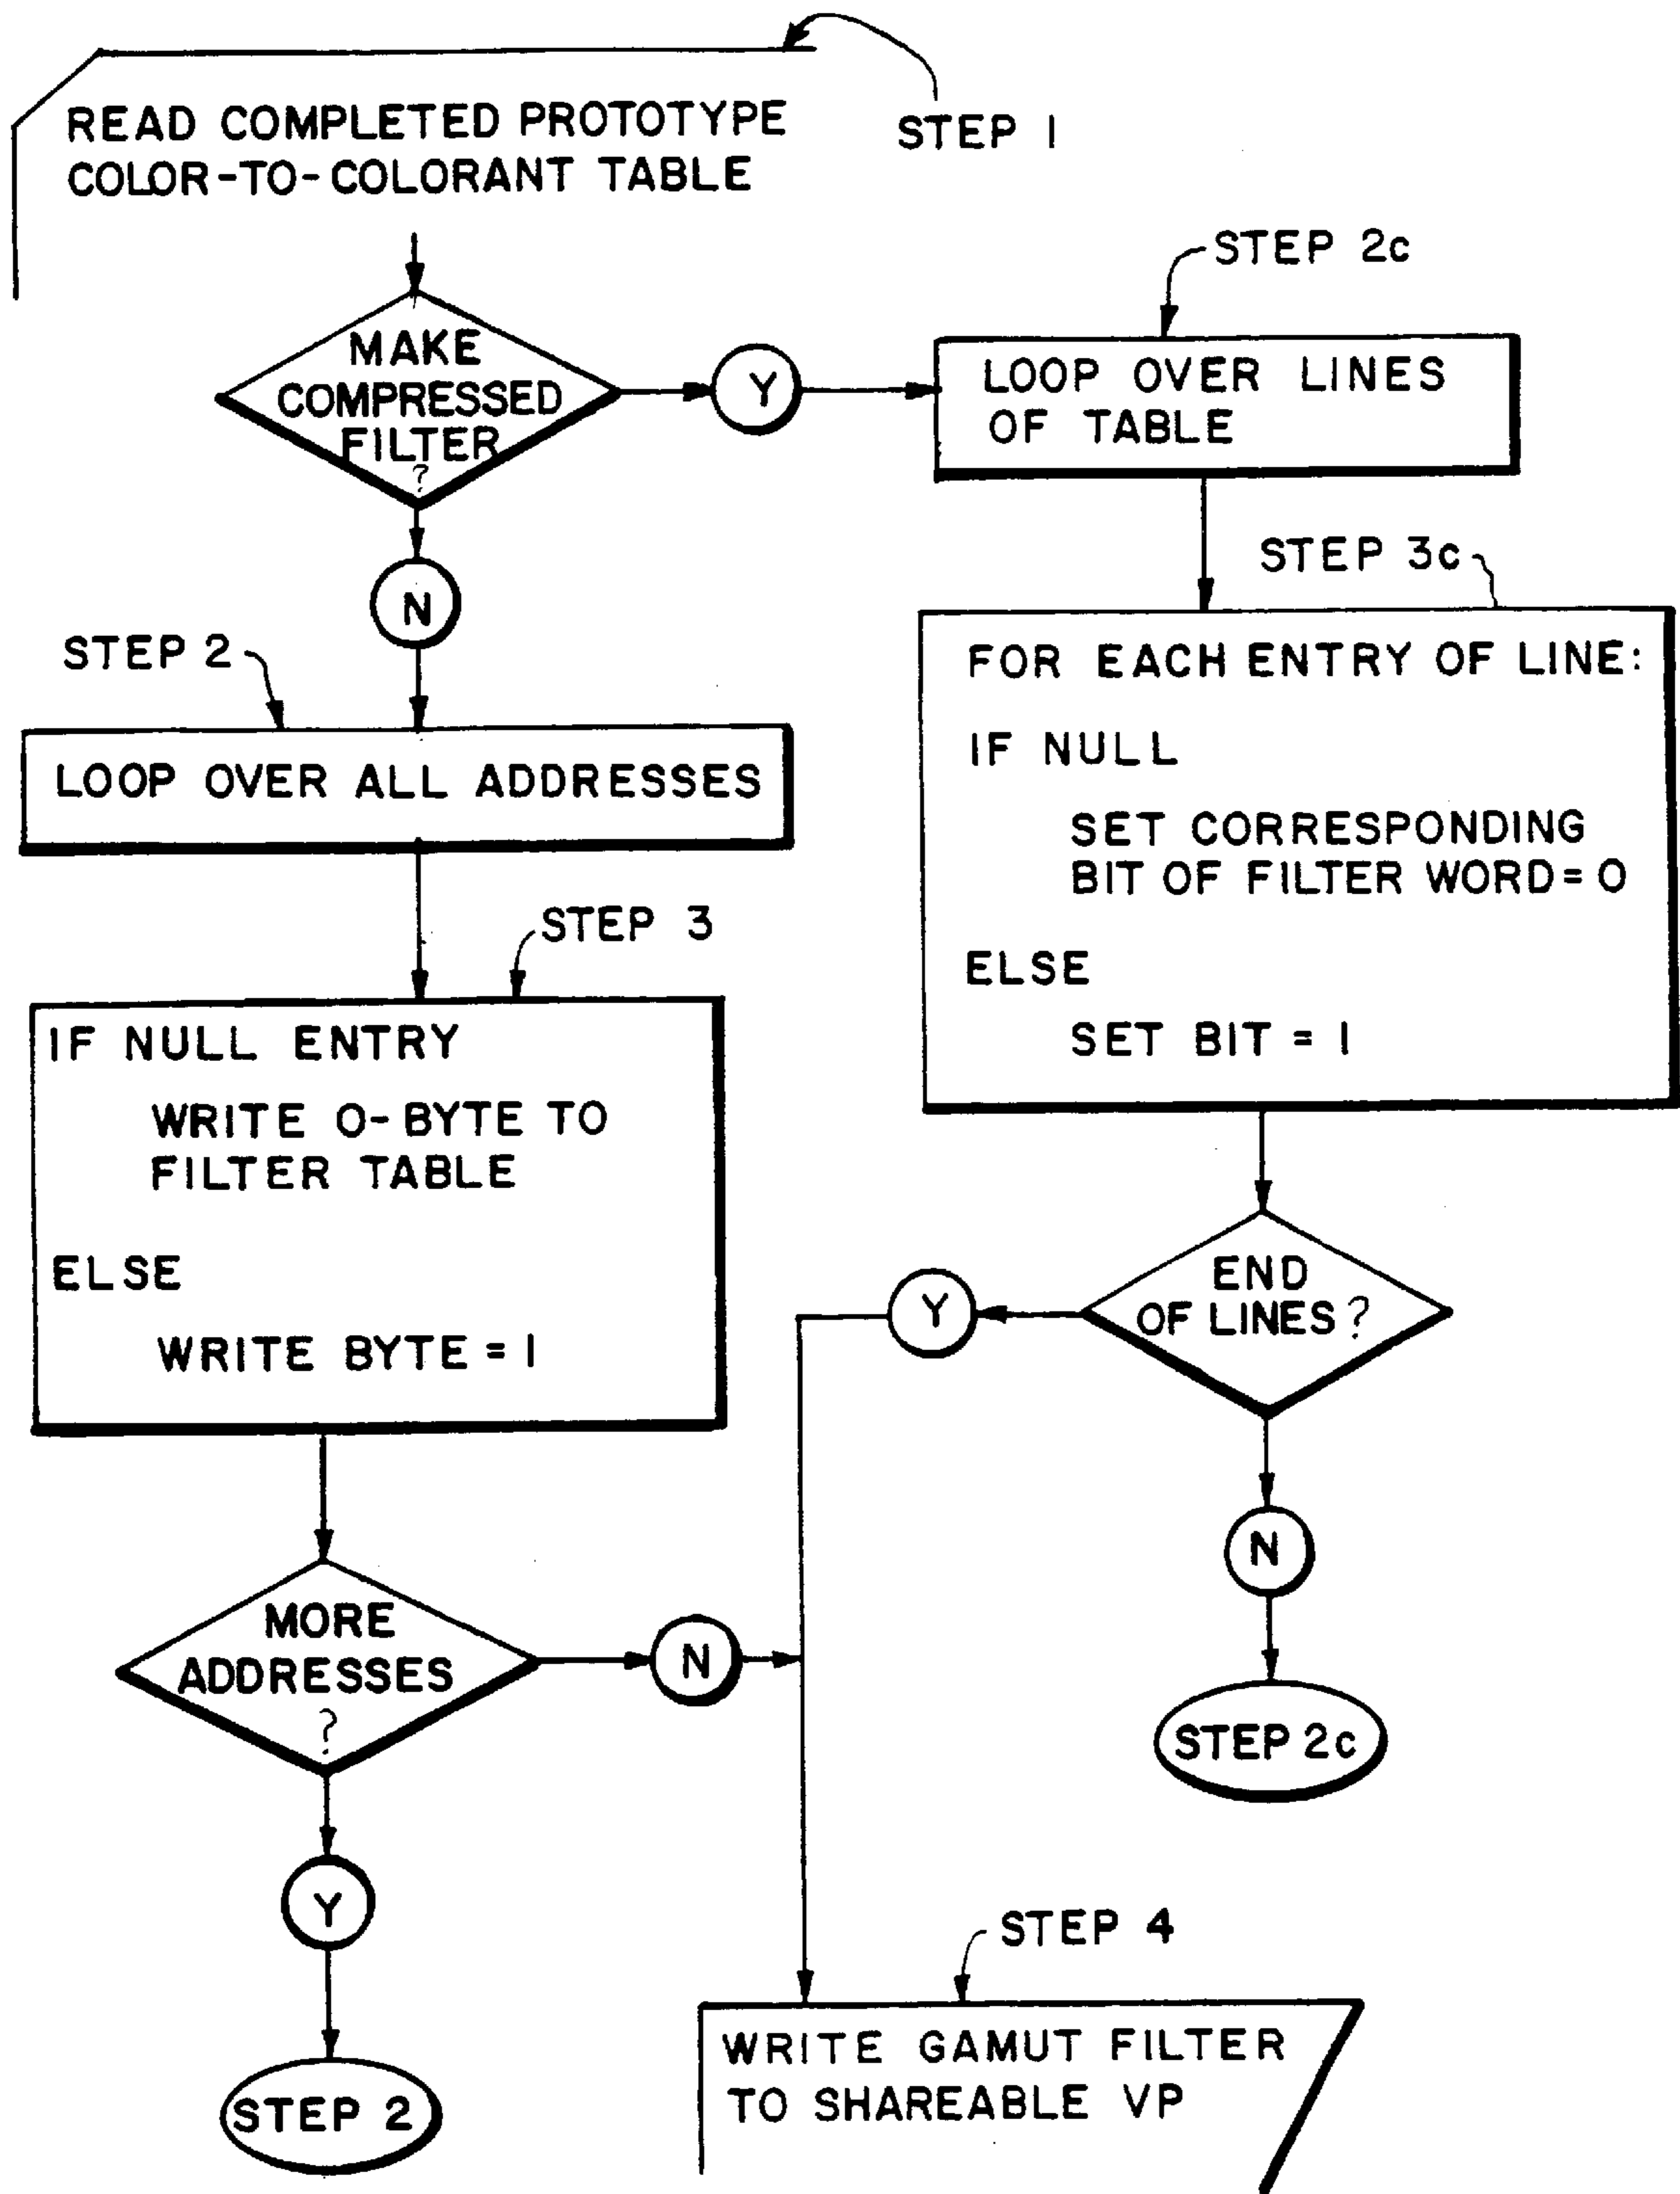 READ COMPLETED PROTOTYPE
COLOR-TO-COLORANT TABLE
STEP 1
MAKE
COMPRESSED
FILTER
?
Y
STEP 2c
LOOP OVER LINES
OF TABLE
N
STEP 3c
FOR EACH ENTRY OF LINE:
IF NULL
SET CORRESPONDING
BIT OF FILTER WORD=0
ELSE
SET BIT = 1
STEP 2
LOOP OVER ALL ADDRESSES
STEP 3
IF NULL ENTRY
WRITE 0-BYTE TO
FILTER TABLE
ELSE
WRITE BYTE = 1
END
OF LINES?
Y
N
STEP 2c
MORE
ADDRESSES
?
N
Y
STEP 2
STEP 4
WRITE GAMUT FILTER
TO SHAREABLE VP